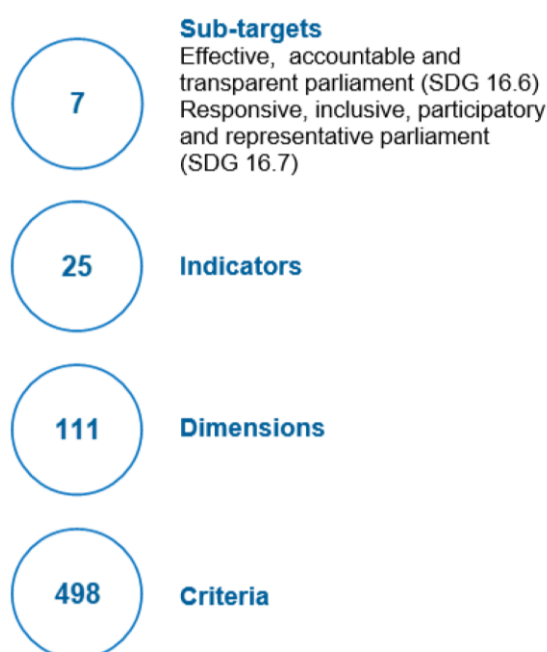 Sub-targets
Effective, accountable and
transparent parliament (SDG 16.6)
7
Responsive, inclusive, participatory
and representative parliament
(SDG 16.7)
25
Indicators
111
Dimensions
498
Criteria